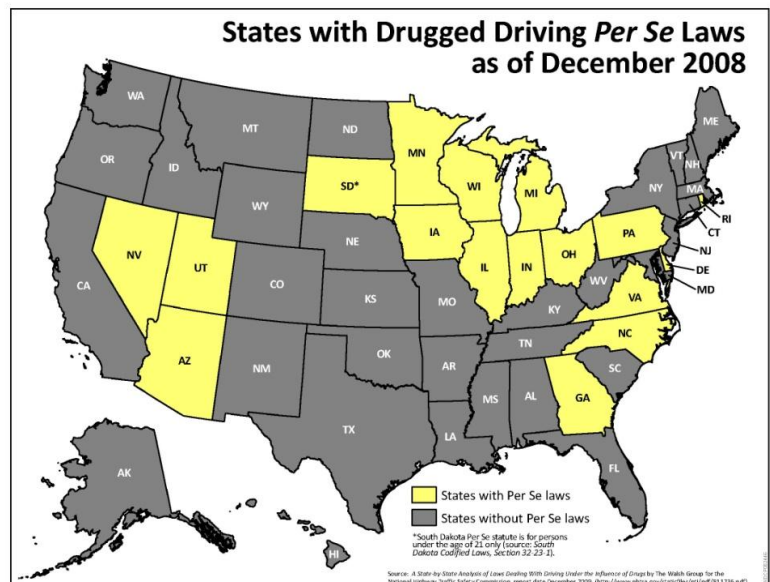 States with Drugged Driving Per Se Laws
as of December 2008
WA
MT
ND
MN
ME
OR
ID
SD*
WI
MI
VT
NH
NY
MA
WY
RI
CT
IA
PA
NJ
NE
NV
UT
IL
IN
OH
DE
MD
CA
CO
WV
VA
KS
MO
KY
NC
TN
AZ
NM
OK
AR
SC
MS
AL
GA
TX
LA
FL
AK
HI
States with Per Se laws
States without Per Se laws
*South Dakota Per Se statute is for persons
under the age of 21 only (source: South
Dakota Codified Laws, Section 32-23-1).
Source: A State-by-State Analysis of Laws Dealing With Driving Under the Influence of Drugs by The Walsh Group for the